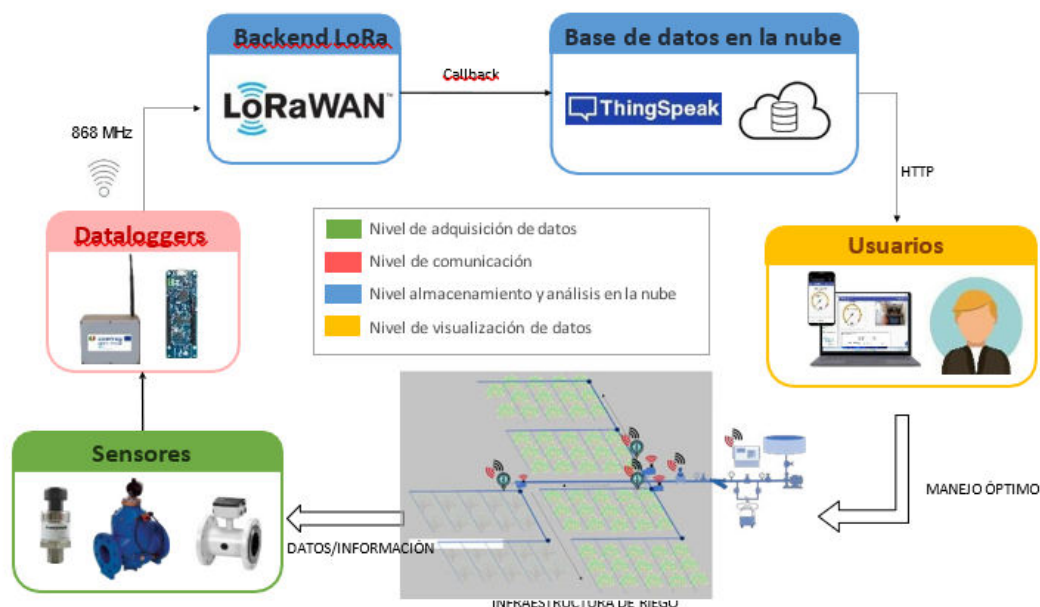 Backend LoRa
LoRaWAN™
Callback
Base de datos en la nube
ThingSpeak
868 MHz
HTTP
Dataloggers
Nivel de adquisición de datos
Nivel de comunicación
Nivel almacenamiento y análisis en la nube
Nivel de visualización de datos
Usuarios
Sensores
DATOS/INFORMACIÓN
MANEJO ÓPTIMO
INFRAESTRUCTURA DE RIEGO